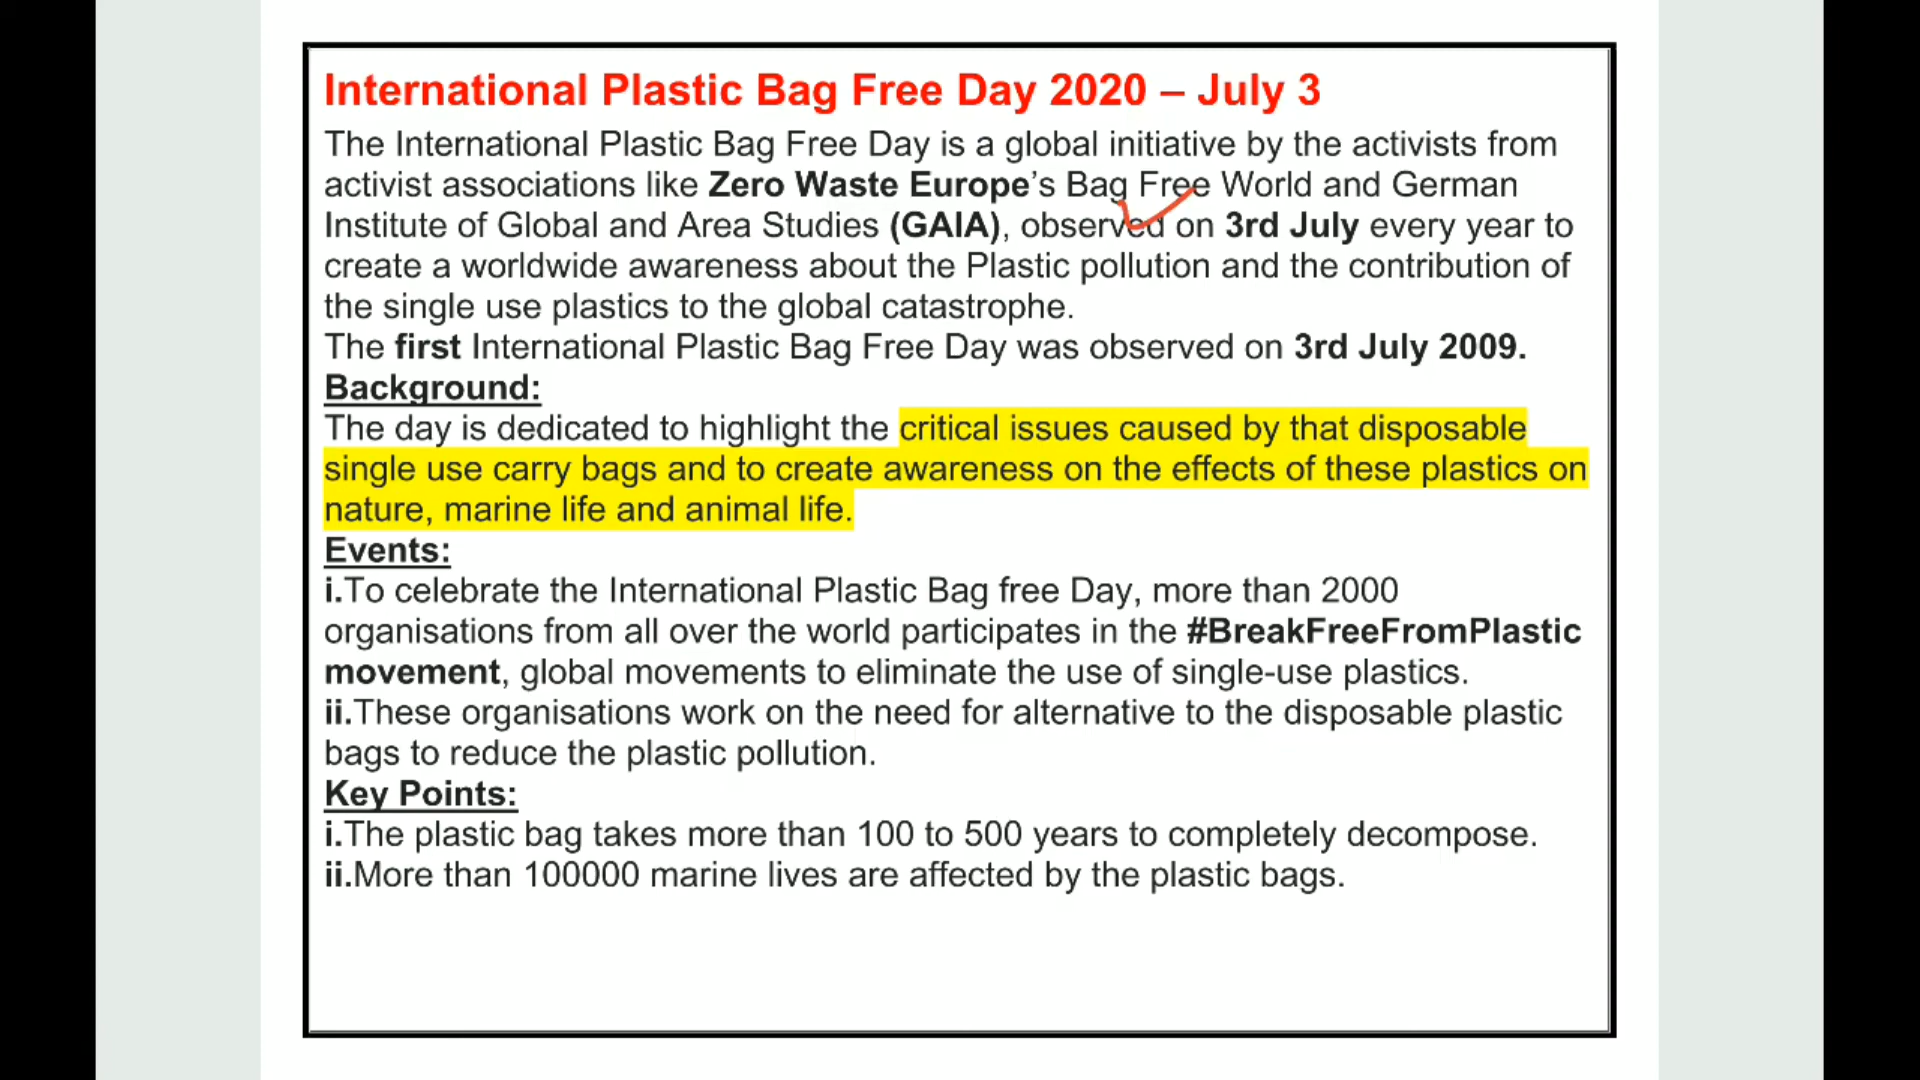 International Plastic Bag Free Day 2020 – July 3
The International Plastic Bag Free Day is a global initiative by the activists from
activist associations like Zero Waste Europe’s Bag Free World and German
Institute of Global and Area Studies (GAIA), observed on 3rd July every year to
create a worldwide awareness about the Plastic pollution and the contribution of
the single use plastics to the global catastrophe.
The first International Plastic Bag Free Day was observed on 3rd July 2009.
Background:
The day is dedicated to highlight the critical issues caused by that disposable
single use carry bags and to create awareness on the effects of these plastics on
nature, marine life and animal life.
Events:
i.To celebrate the International Plastic Bag free Day, more than 2000
organisations from all over the world participates in the #BreakFreeFromPlastic
movement, global movements to eliminate the use of single-use plastics.
ii.These organisations work on the need for alternative to the disposable plastic
bags to reduce the plastic pollution.
Key Points:
i.The plastic bag takes more than 100 to 500 years to completely decompose.
ii.More than 100000 marine lives are affected by the plastic bags.